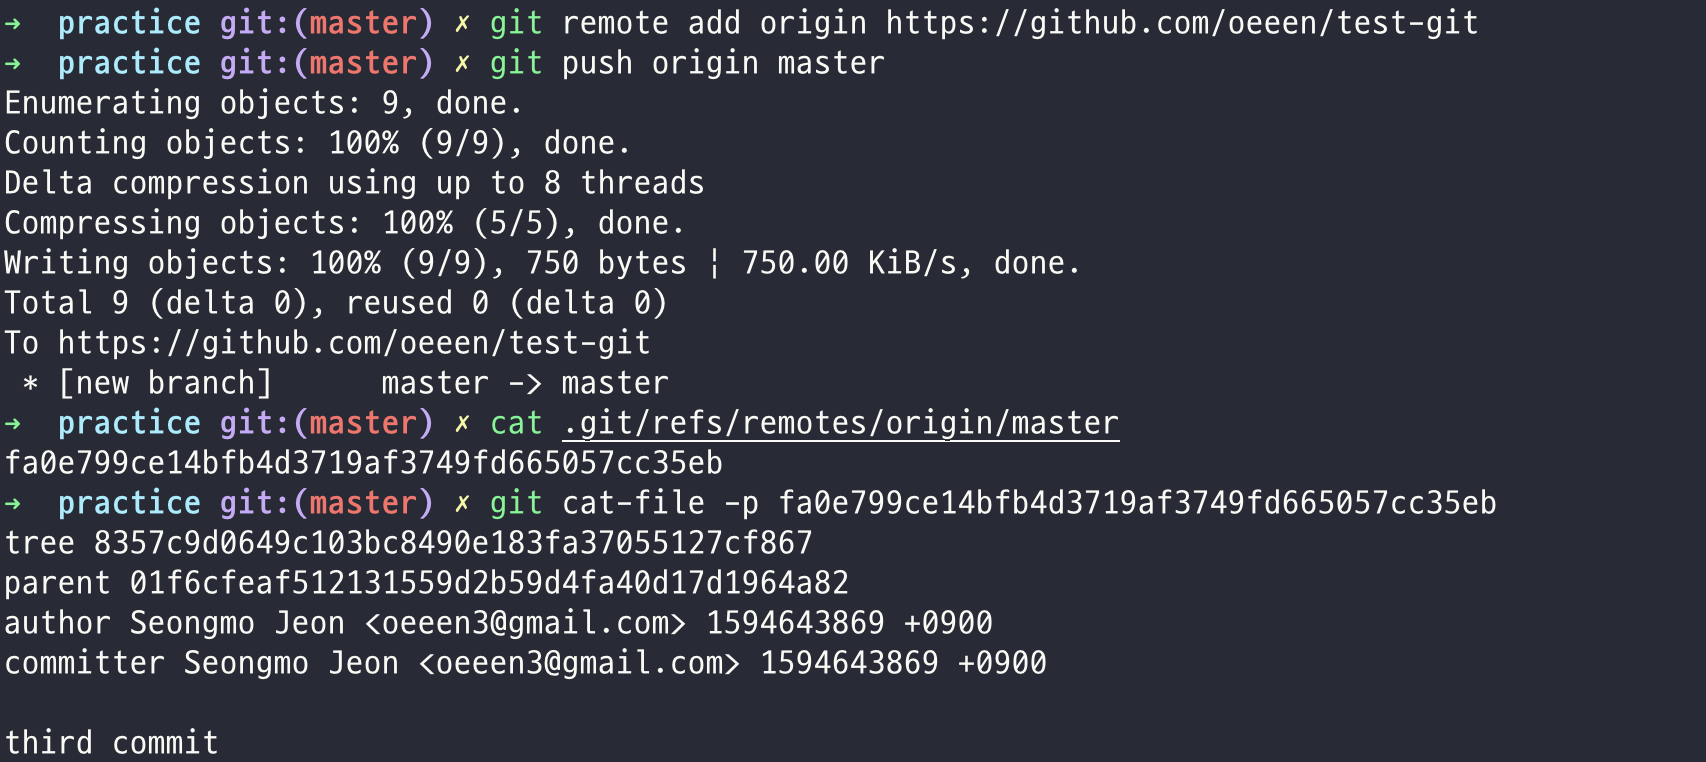 →  practice git:(master) ✗ git remote add origin https://github.com/oeeen/test-git
→  practice git:(master) ✗ git push origin master
Enumerating objects: 9, done.
Counting objects: 100% (9/9), done.
Delta compression using up to 8 threads
Compressing objects: 100% (5/5), done.
Writing objects: 100% (9/9), 750 bytes | 750.00 KiB/s, done.
Total 9 (delta 0), reused 0 (delta 0)
To https://github.com/oeeen/test-git
 * [new branch]      master -> master
→  practice git:(master) ✗ cat .git/refs/remotes/origin/master
fa0e799ce14bfb4d3719af3749fd665057cc35eb
→  practice git:(master) ✗ git cat-file -p fa0e799ce14bfb4d3719af3749fd665057cc35eb
tree 8357c9d0649c103bc8490e183fa37055127cf867
parent 01f6cfeaf512131559d2b59d4fa40d17d1964a82
author Seongmo Jeon <oeeen3@gmail.com> 1594643869 +0900
committer Seongmo Jeon <oeeen3@gmail.com> 1594643869 +0900

third commit